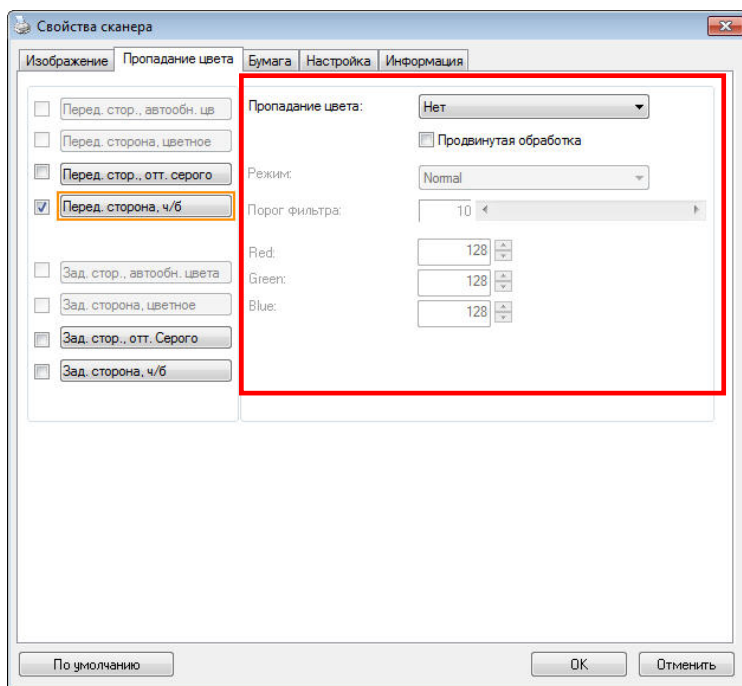 Свойства сканера
Изображение Пропадание цвета Бумага Настройка Информация
Перед. стор., автообн. цв
Перед. сторона, цветное
Перед. стор., отт. серого
Перед. сторона, ч/б
Зад. стор., автообн. цвета
Зад. сторона, цветное
Зад. стор., отт. Серого
Зад. сторона, ч/б
Пропадание цвета: Нет
Продвинутая обработка
Режим: Normal
Порог фильтра: 10
Red: 128
Green: 128
Blue: 128
По умолчанию OK Отменить